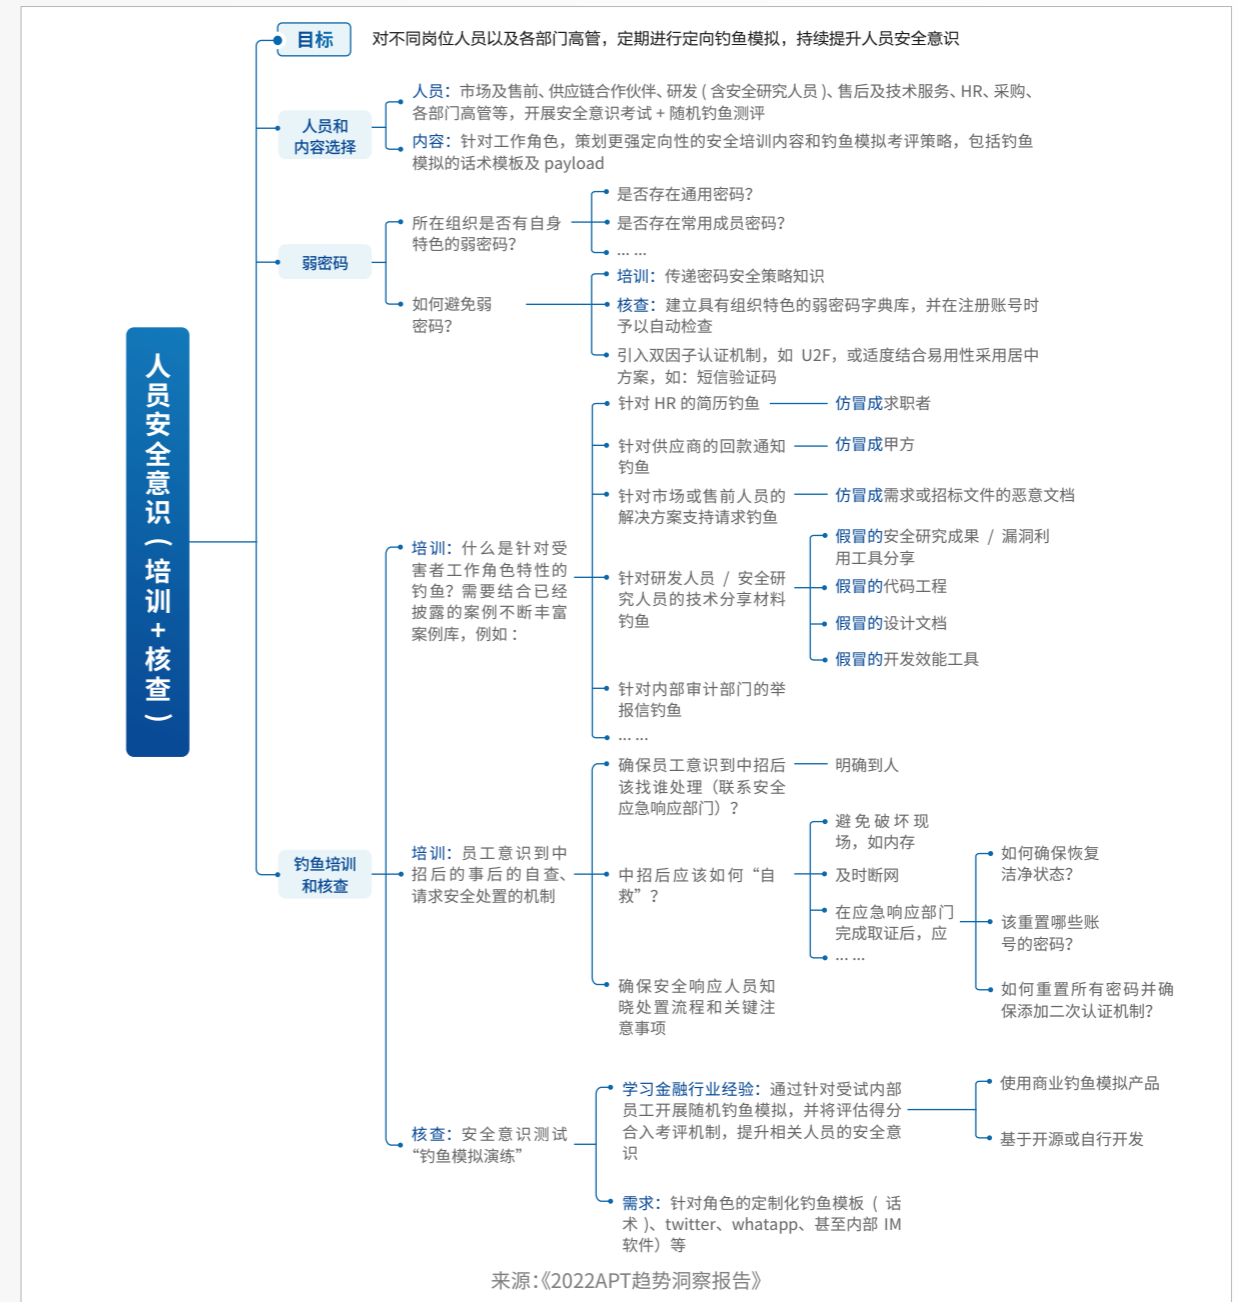 人员安全意识（培训+核查）
目标
对不同岗位人员以及各部门高管，定期进行定向钓鱼模拟，持续提升人员安全意识
人员和
内容选择
人员：市场及售前、供应链合作伙伴、研发 ( 含安全研究人员 )、售后及技术服务、HR、采购、
各部门高管等，开展安全意识考试 + 随机钓鱼测评
内容：针对工作角色，策划更强定向性的安全培训内容和钓鱼模拟考评策略，包括钓鱼
模拟的话术模板及 payload
弱密码
所在组织是否有自身
特色的弱密码？
是否存在通用密码？
是否存在常用成员密码？
... ...
如何避免弱
密码？
培训：传递密码安全策略知识
核查：建立具有组织特色的弱密码字典库，并在注册账号时
予以自动检查
引入双因子认证机制，如 U2F，或适度结合易用性采用居中
方案，如：短信验证码
钓鱼培训
和核查
培训：什么是针对受
害者工作角色特性的
钓鱼？需要结合已经
披露的案例不断丰富
案例库，例如 ：
针对 HR 的简历钓鱼
仿冒成求职者
针对供应商的回款通知
钓鱼
仿冒成甲方
针对市场或售前人员的
解决方案支持请求钓鱼
仿冒成需求或招标文件的恶意文档
针对研发人员 / 安全研
究人员的技术分享材料
钓鱼
假冒的安全研究成果 / 漏洞利
用工具分享
假冒的代码工程
假冒的设计文档
假冒的开发效能工具
针对内部审计部门的举
报信钓鱼
... ...
培训：员工意识到中
招后的事后的自查、
请求安全处置的机制
确保员工意识到中招后
该找谁处理（联系安全
应急响应部门）？
明确到人
中招后应该如何“自
救”？
避免破坏现
场，如内存
及时断网
在应急响应部门
完成取证后，应
... ...
如何确保恢复
洁净状态？
该重置哪些账
号的密码？
如何重置所有密码并确
保添加二次认证机制？
确保安全响应人员知
晓处置流程和关键注
意事项
核查：安全意识测试
“钓鱼模拟演练”
学习金融行业经验：通过针对受试内部
员工开展随机钓鱼模拟，并将评估得分
合入考评机制，提升相关人员的安全意
识
使用商业钓鱼模拟产品
基于开源或自行开发
需求：针对角色的定制化钓鱼模板 ( 话
术 )、twitter、whatapp、甚至内部 IM
软件）等
来源：《2022APT趋势洞察报告》